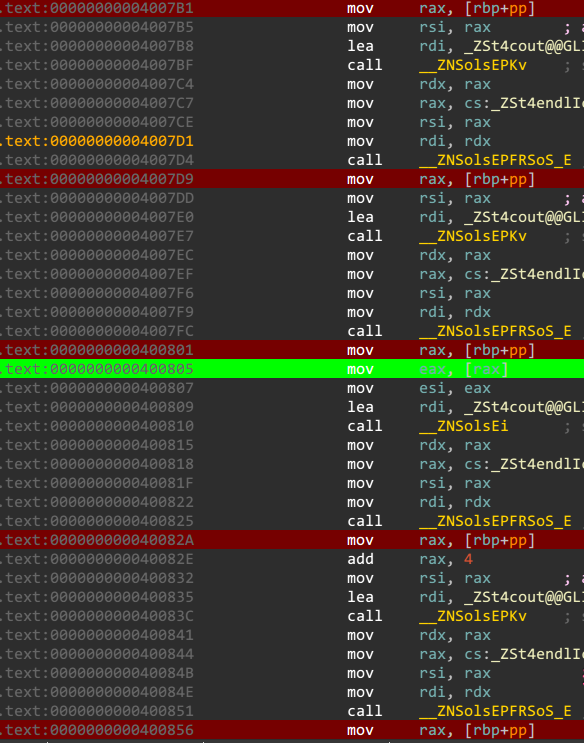 .text:00000000004007B1 mov rax, [rbp+pp]
.text:00000000004007B5 mov rsi, rax ; a
.text:00000000004007B8 lea rdi, _ZSt4cout@@GLI
.text:00000000004007BF call __ZNSolsEPKv ; s
.text:00000000004007C4 mov rdx, rax
.text:00000000004007C7 mov rax, cs:_ZSt4endlIc
.text:00000000004007CE mov rsi, rax
.text:00000000004007D1 mov rdi, rdx
.text:00000000004007D4 call __ZNSolsEPFRSoS_E
.text:00000000004007D9 mov rax, [rbp+pp]
.text:00000000004007DD mov rsi, rax ; a
.text:00000000004007E0 lea rdi, _ZSt4cout@@GLI
.text:00000000004007E7 call __ZNSolsEPKv ; s
.text:00000000004007EC mov rdx, rax
.text:00000000004007EF mov rax, cs:_ZSt4endlIc
.text:00000000004007F6 mov rsi, rax
.text:00000000004007F9 mov rdi, rdx
.text:00000000004007FC call __ZNSolsEPFRSoS_E
.text:0000000000400801 mov rax, [rbp+pp]
.text:0000000000400805 mov eax, [rax]
.text:0000000000400807 mov esi, eax
.text:0000000000400809 lea rdi, _ZSt4cout@@GLI
.text:0000000000400810 call __ZNSolsEi ; s
.text:0000000000400815 mov rdx, rax
.text:0000000000400818 mov rax, cs:_ZSt4endlIc
.text:000000000040081F mov rsi, rax
.text:0000000000400822 mov rdi, rdx
.text:0000000000400825 call __ZNSolsEPFRSoS_E
.text:000000000040082A mov rax, [rbp+pp]
.text:000000000040082E add rax, 4
.text:0000000000400832 mov rsi, rax ; a
.text:0000000000400835 lea rdi, _ZSt4cout@@GLI
.text:000000000040083C call __ZNSolsEPKv ; s
.text:0000000000400841 mov rdx, rax
.text:0000000000400844 mov rax, cs:_ZSt4endlIc
.text:000000000040084B mov rsi, rax ;
.text:000000000040084E mov rdi, rdx
.text:0000000000400851 call __ZNSolsEPFRSoS_E
.text:0000000000400856 mov rax, [rbp+pp]